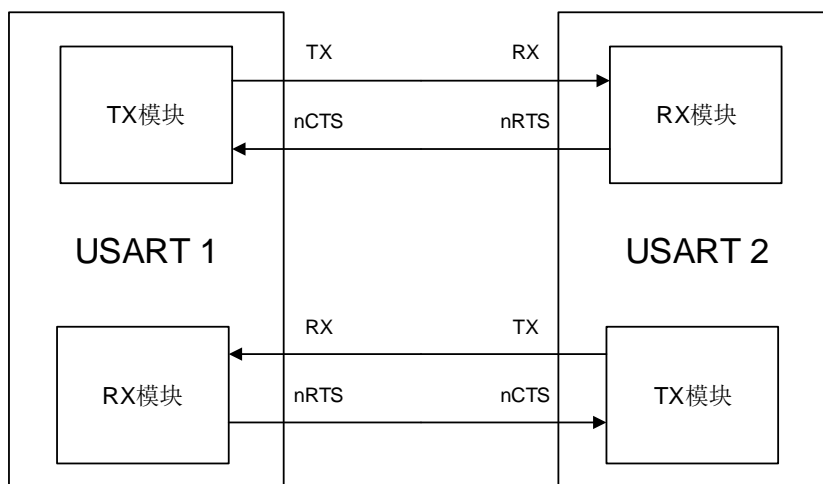 TX RX
TX模块 RX模块
nCTS nRTS
USART 1 USART 2
RX TX
RX模块 TX模块
nRTS nCTS